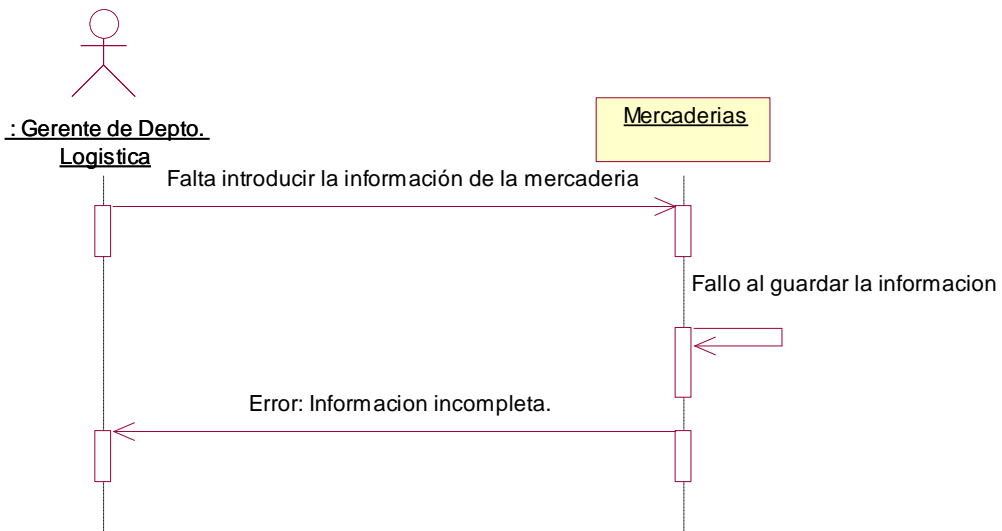 : Gerente de Depto.
Logistica
Mercaderias
Falta introducir la información de la mercaderia
Fallo al guardar la informacion
Error: Informacion incompleta.